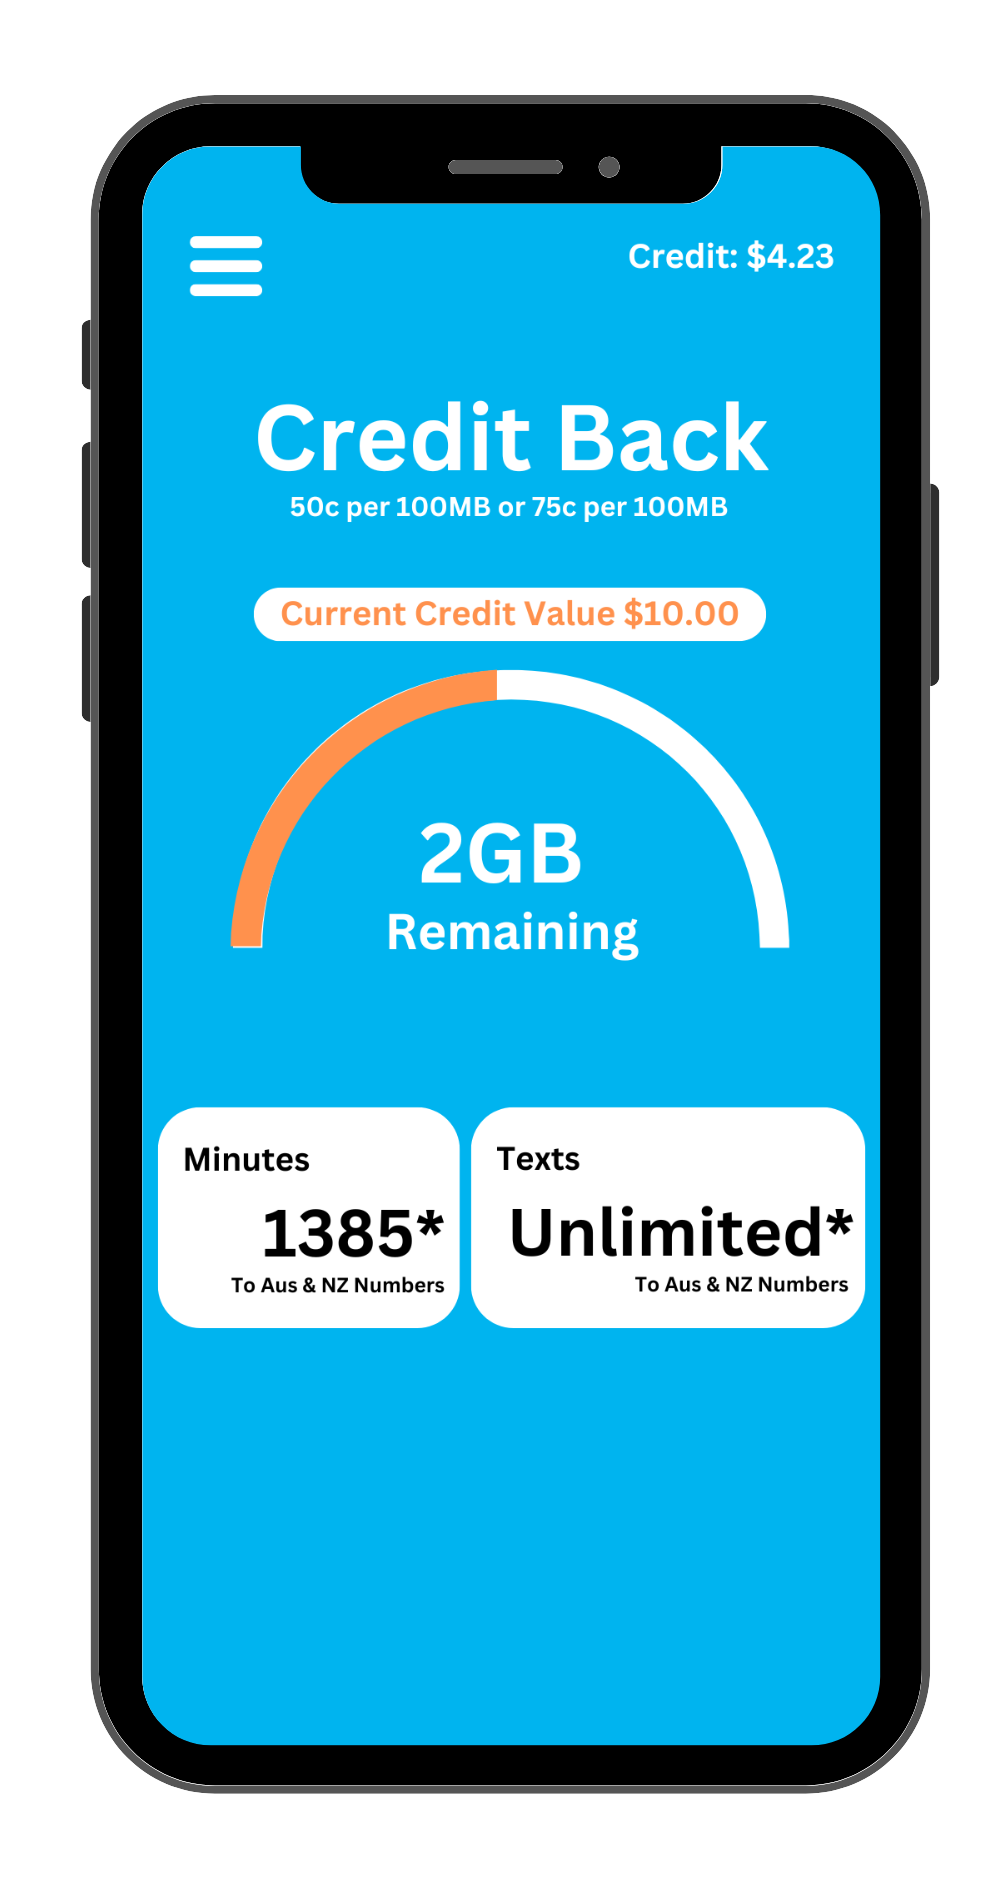 Credit: $4.23
Credit Back
50c per 100MB or 75c per 100MB
Current Credit Value $10.00
2GB
Remaining
Minutes
1385*
To Aus & NZ Numbers
Texts
Unlimited*
To Aus & NZ Numbers